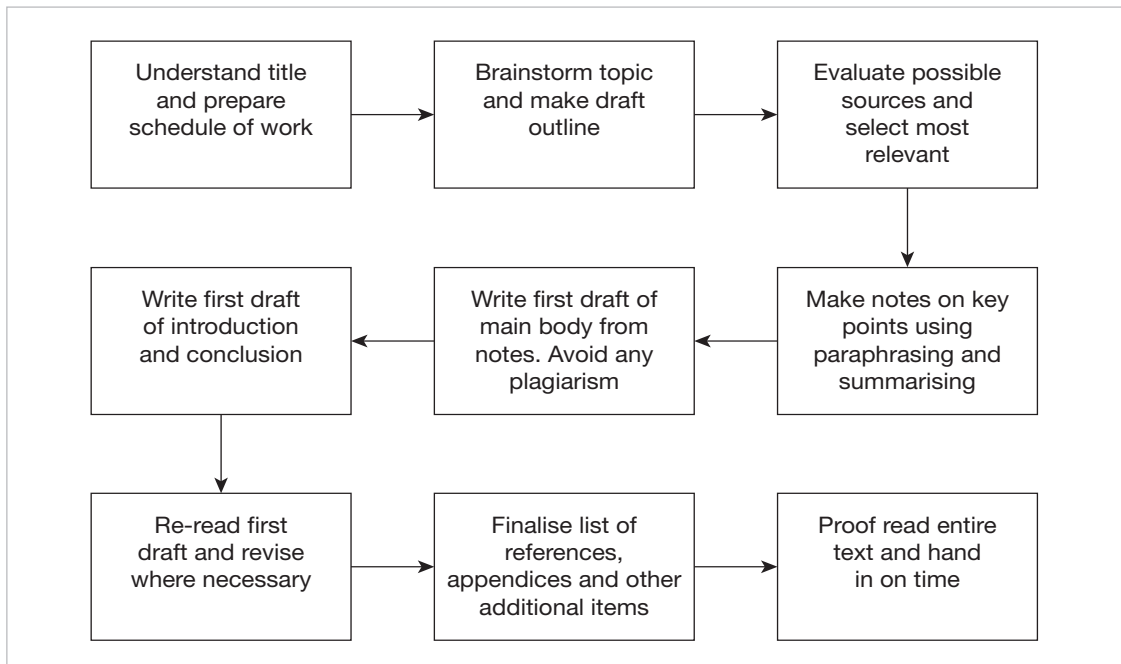 Understand title
and prepare
schedule of work
Brainstorm topic
and make draft
outline
Evaluate possible
sources and
select most
relevant
Make notes on key
points using
paraphrasing and
summarising
Write first draft of
main body from
notes. Avoid any
plagiarism
Write first draft
of introduction
and conclusion
Re-read first
draft and revise
where necessary
Finalise list of
references,
appendices and other
additional items
Proof read entire
text and hand
in on time